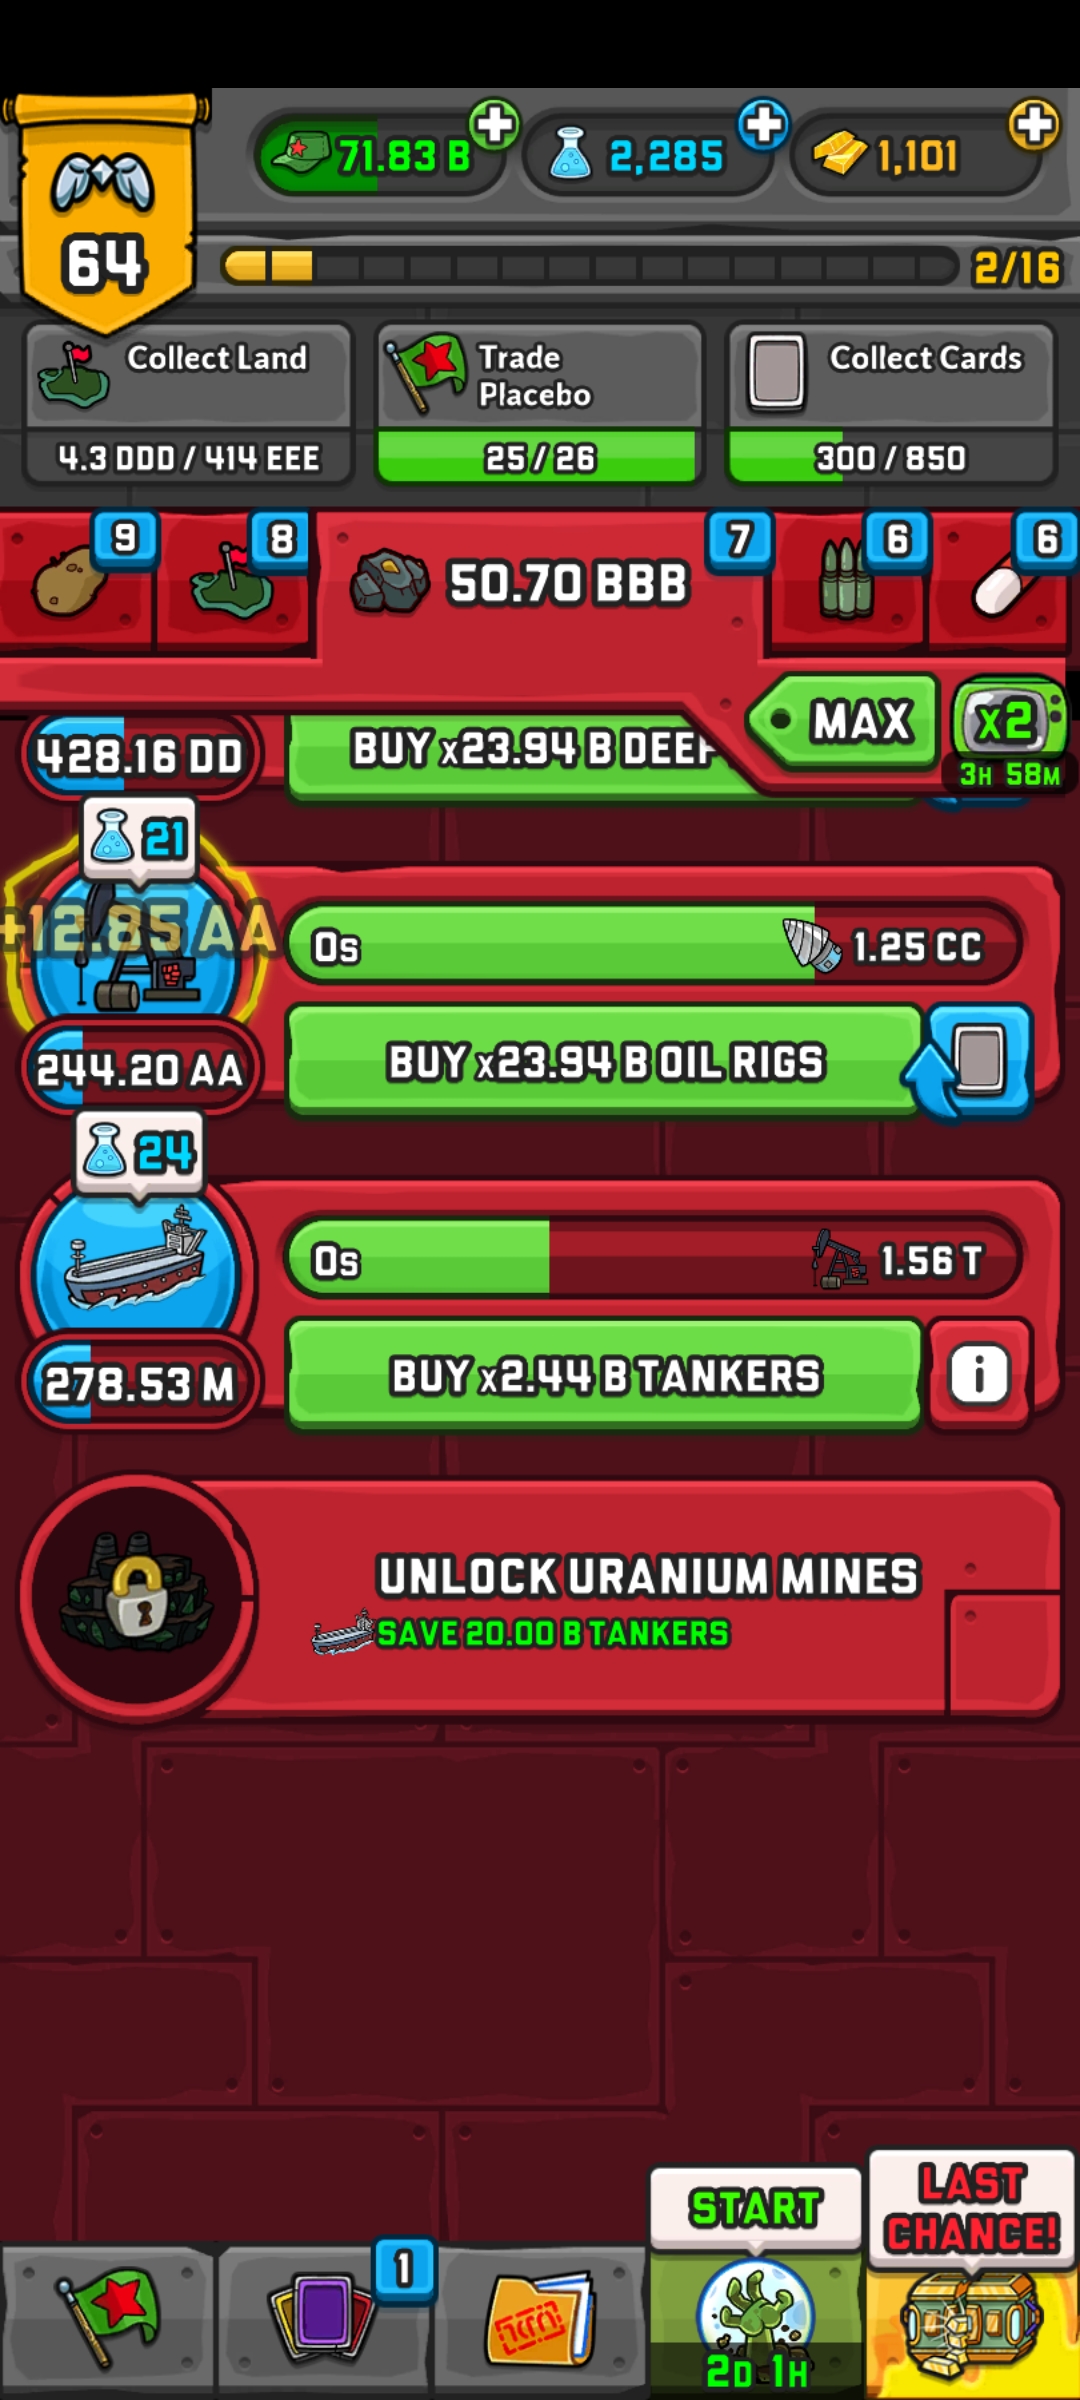 71.83 B
2,285
1,101
64
2/16
Collect Land
4.3 DDD / 414 EEE
Trade
Placebo
25 / 26
Collect Cards
300 / 850
9
8
50.70 BBB
7
6
6
428.16 DD
BUY x23.94 B DEEP
MAX
x2
3H 58M
21
+12.85 AA
0s
1.25 CC
244.20 AA
BUY x23.94 B OIL RIGS
24
0s
1.56 T
278.53 M
BUY x2.44 B TANKERS
i
UNLOCK URANIUM MINES
SAVE 20.00 B TANKERS
START
LAST
CHANCE!
1
2D 1H